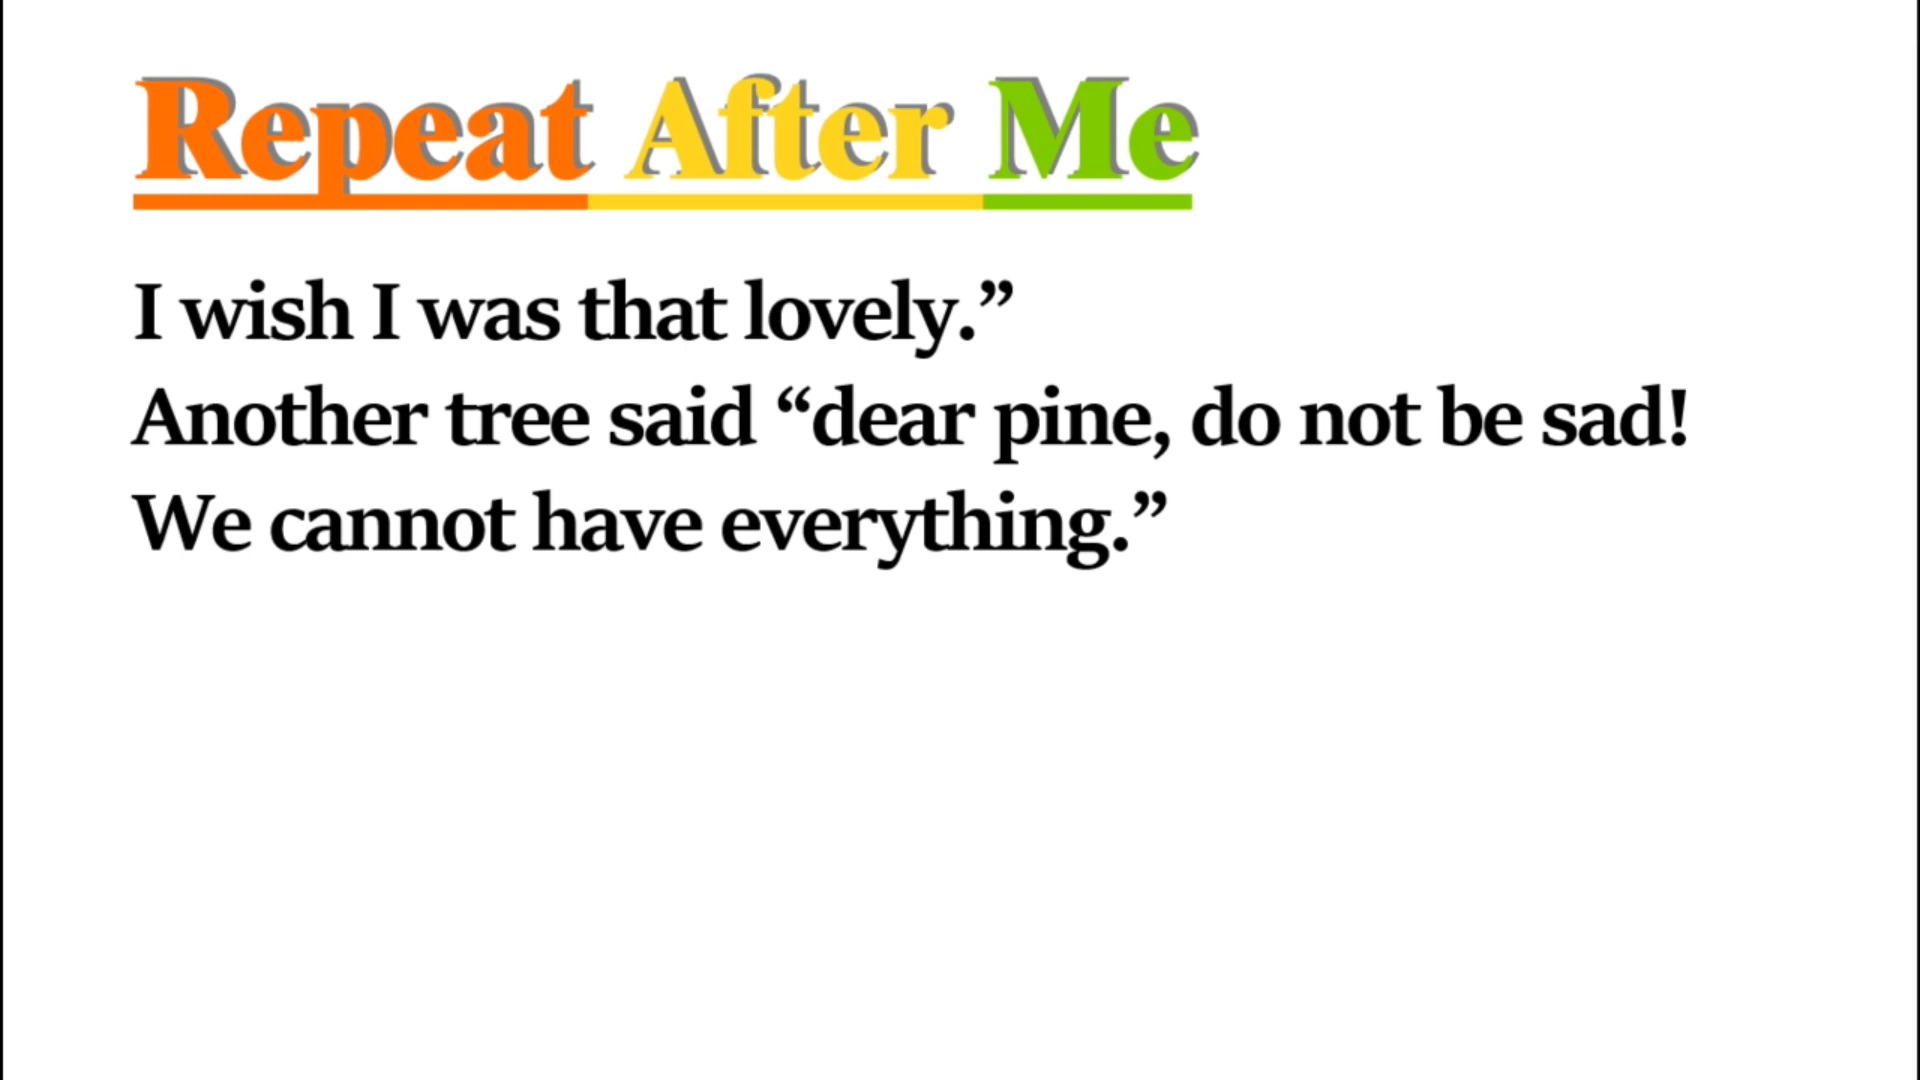 Repeat After Me
I wish I was that lovely.”
Another tree said “dear pine, do not be sad!
We cannot have everything.”